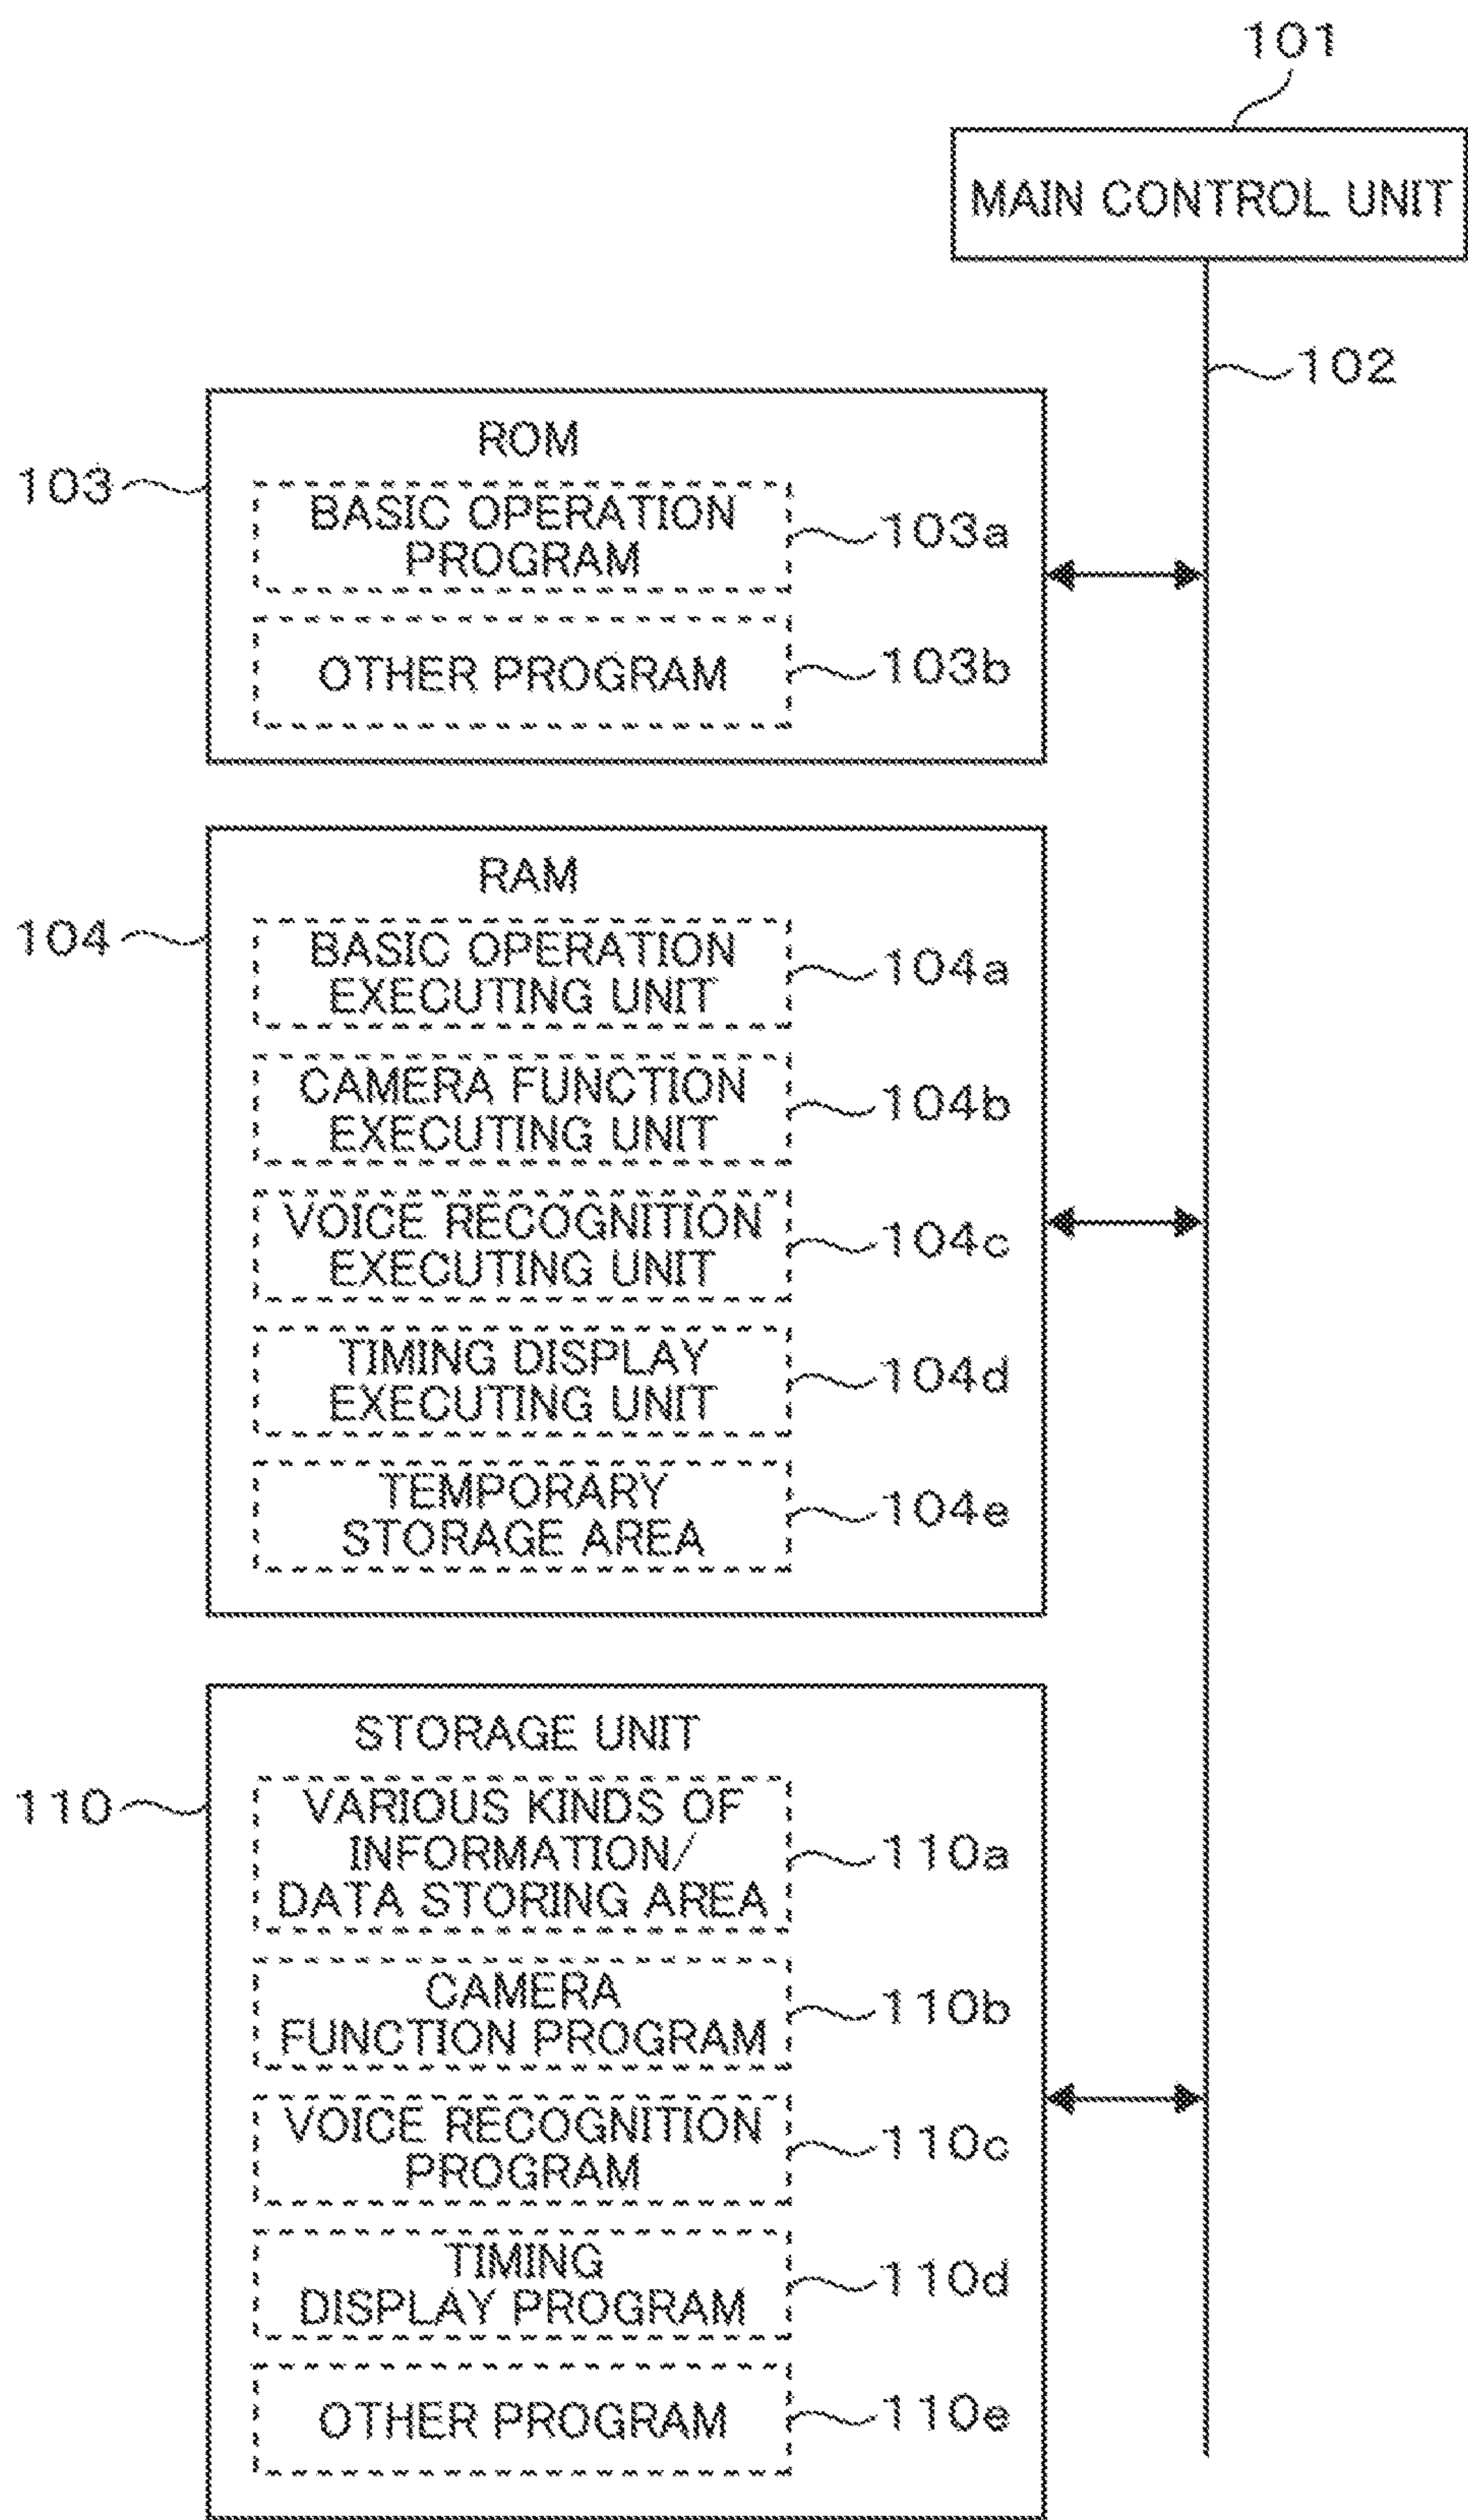 101
MAIN CONTROL UNIT
102
ROM
103
BASIC OPERATION
PROGRAM
103a
OTHER PROGRAM
103b
RAM
104
BASIC OPERATION
EXECUTING UNIT
104a
CAMERA FUNCTION
EXECUTING UNIT
104b
VOICE RECOGNITION
EXECUTING UNIT
104c
TIMING DISPLAY
EXECUTING UNIT
104d
TEMPORARY
STORAGE AREA
104e
STORAGE UNIT
110
VARIOUS KINDS OF
INFORMATION/
DATA STORING AREA
110a
CAMERA
FUNCTION PROGRAM
110b
VOICE RECOGNITION
PROGRAM
110c
TIMING
DISPLAY PROGRAM
110d
OTHER PROGRAM
110e